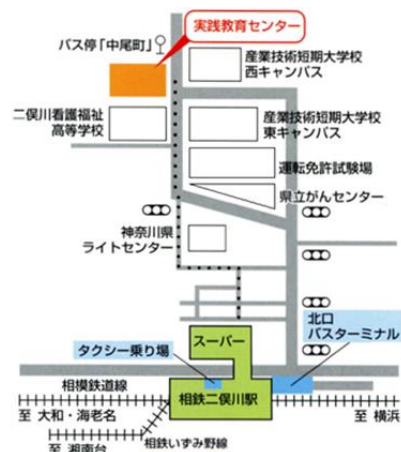 実践教育センター
バス停「中尾町」
産業技術短期大学校
西キャンパス
二俣川看護福祉
高等学校
産業技術短期大学校
東キャンパス
運転免許試験場
県立がんセンター
神奈川県
ライトセンター
スーパー
北口
バスターミナル
タクシー乗り場
相模鉄道線
相鉄二俣川駅
至 大和・海老名
至 横浜
至 湘南台
相鉄いずみ野線